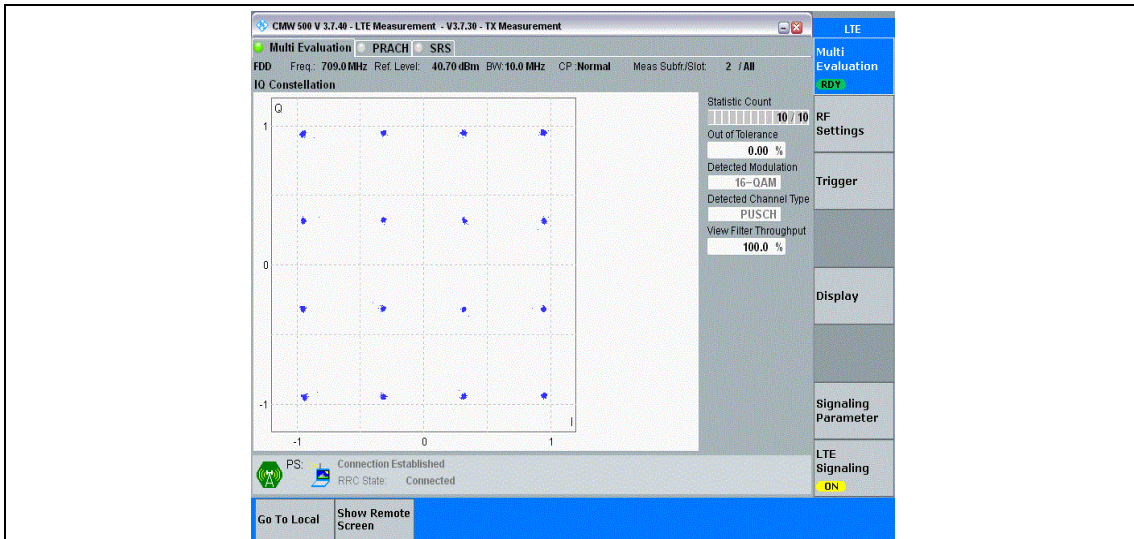 CMW 500 V 3.7.40 - LTE Measurement - V3.7.30 - TX Measurement
LTE
Multi Evaluation PRACH SRS
Multi
Evaluation
RDY
FDD Freq.: 709.0 MHz Ref. Level: 40.70 dBm BW: 10.0 MHz CP :Normal Meas Subfr./Slot: 2 / All
IQ Constellation
Q
1
0
-1
-1 0 1
I
Statistic Count
10 / 10
Out of Tolerance
0.00 %
Detected Modulation
16-QAM
Detected Channel Type
PUSCH
View Filter Throughput
100.0 %
RF
Settings
Trigger
Display
Signaling
Parameter
LTE
Signaling
ON
PS: Connection Established
RRC State: Connected
Go To Local
Show Remote
Screen